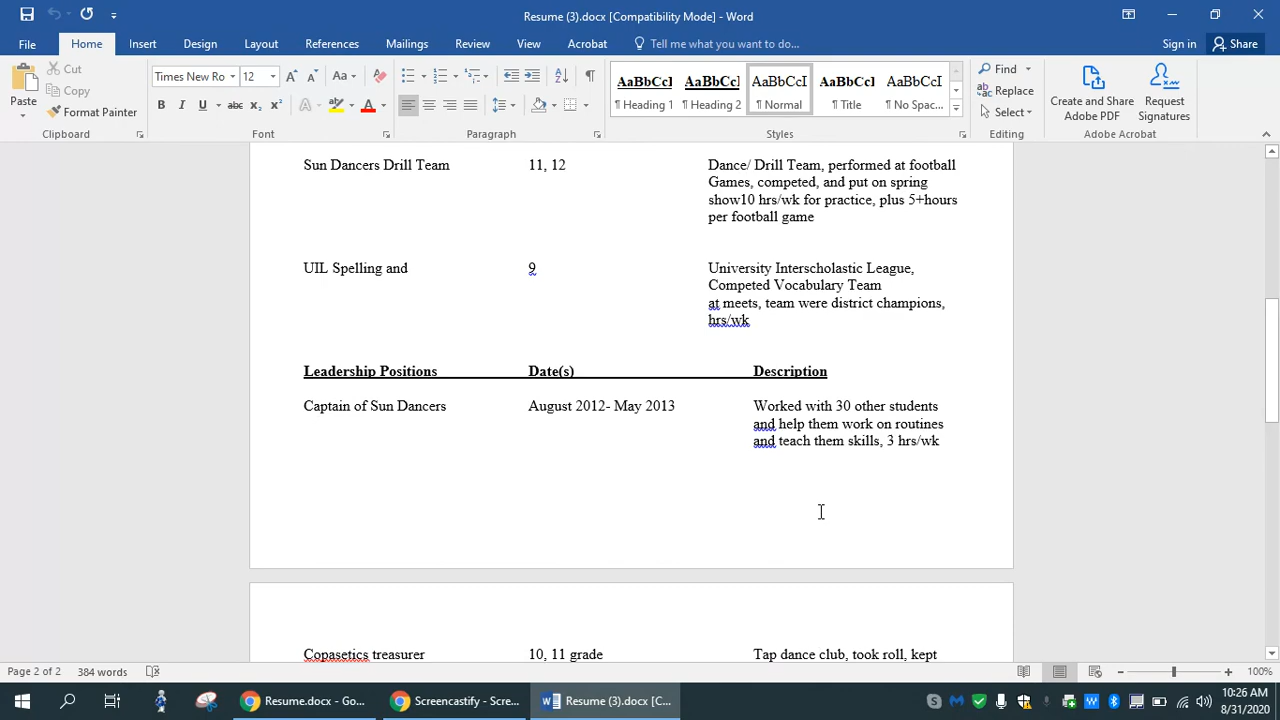 Resume (3).docx [Compatibility Mode] - Word
File Home Insert Design Layout References Mailings Review View Acrobat Tell me what you want to do... Sign in Share
Paste
Cut
Copy
Format Painter
Clipboard
Times New Ro 12
Font
Paragraph
AaBbCcI AaBbCcI AaBbCcI AaBbCcI AaBbCcI
¶ Heading 1 ¶ Heading 2 ¶ Normal ¶ Title ¶ No Spac...
Styles
Find
Replace
Select
Editing
Create and Share Adobe PDF
Request Signatures
Adobe Acrobat
Sun Dancers Drill Team 11, 12 Dance/ Drill Team, performed at football
Games, competed, and put on spring
show10 hrs/wk for practice, plus 5+hours
per football game
UIL Spelling and 9 University Interscholastic League,
Competed Vocabulary Team
at meets, team were district champions,
hrs/wk
Leadership Positions Date(s) Description
Captain of Sun Dancers August 2012- May 2013 Worked with 30 other students
and help them work on routines
and teach them skills, 3 hrs/wk
Copasetics treasurer 10, 11 grade Tap dance club, took roll, kept
Page 2 of 2 384 words 100%
Resume.docx - Go... Screencastify - Scre... Resume (3).docx [C...
10:26 AM
8/31/2020